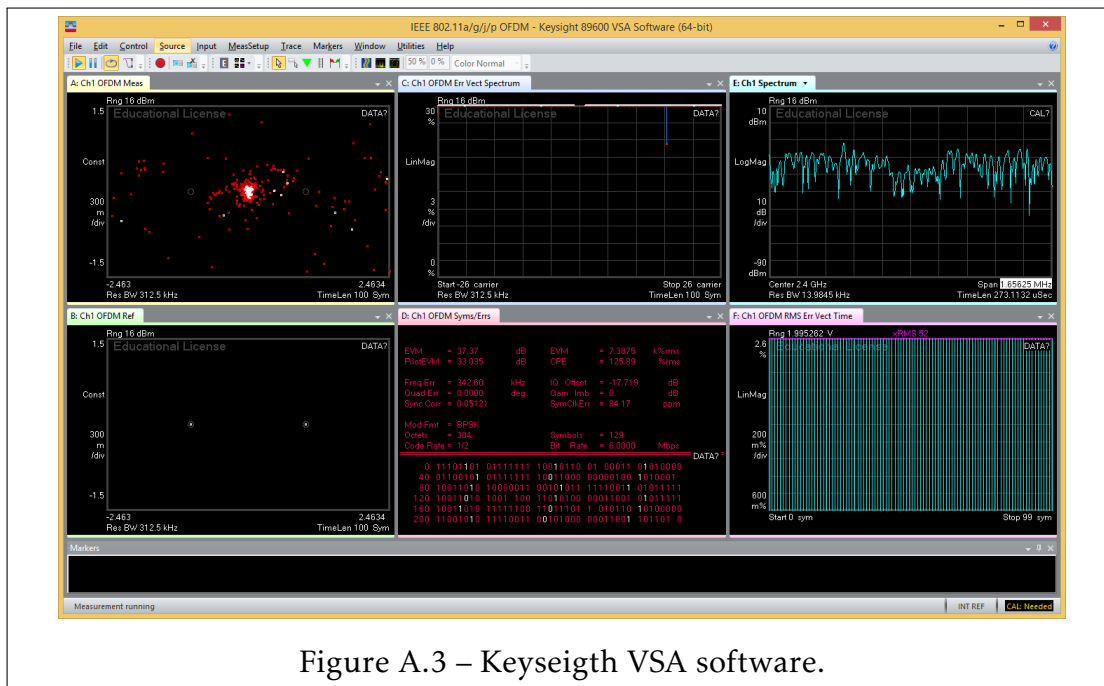 IEEE 802.11a/g/j/p OFDM - Keysight 89600 VSA Software (64-bit)
File Edit Control Source Input MeasSetup Trace Markers Window Utilities Help
50 % 0 % Color Normal
A: Ch1 OFDM Meas
Rng 16 dBm
1.5 Educational License DATA?
Const
300
m
/div
-1.5
-2.463 2.4634
Res BW 312.5 kHz TimeLen 100 Sym
C: Ch1 OFDM Err Vect Spectrum
Rng 16 dBm
30 Educational License DATA?
%
LinMag
3
%
/div
0
%
Start -26 carrier Stop 26 carrier
Res BW 312.5 kHz TimeLen 100 Sym
E: Ch1 Spectrum
Rng 16 dBm
10 Educational License CAL?
dBm
LogMag
10
dB
/div
-90
dBm
Center 2.4 GHz Span 1.65625 MHz
Res BW 13.9845 kHz TimeLen 273.1132 uSec
B: Ch1 OFDM Ref
Rng 16 dBm
1.5 Educational License DATA?
Const
300
m
/div
-1.5
-2.463 2.4634
Res BW 312.5 kHz TimeLen 100 Sym
D: Ch1 OFDM Syms/Errs
EVM = 37.37 dB EVM = 7.3875 k%rms
PilotEVM = 33.035 dB CPE = 125.89 %rms
Freq Err = 342.60 kHz IQ Offset = -17.719 dB
Quad Err = 0.0000 deg Gain Imb = 0 dB
Sync Corr = 0.05121 SymClkErr = 84.17 ppm
Mod Fmt = BPSK
Octets = 384 Symbols = 129
Code Rate = 1/2 Bit Rate = 6.0000 Mbps
DATA?
0 11101101 01111111 10010110 01 00011 01010000
40 01100101 01111111 10011000 00000100 1 101000 1
80 10011010 10000011 00101011 11110011 01011111
120 10011010 1001 100 11010100 00011001 01011111
160 10011010 11111100 11011101 1 010110 10100000
200 11001010 11110011 00101000 00011001 101101 0
F: Ch1 OFDM RMS Err Vect Time
Rng 1.995262 V xRMS 52
2.6 Educational License DATA?
%
LinMag
200
m%
/div
600
m%
Start 0 sym Stop 99 sym
Markers
Measurement running INT REF CAL: Needed
Figure A.3 – Keyseigth VSA software.